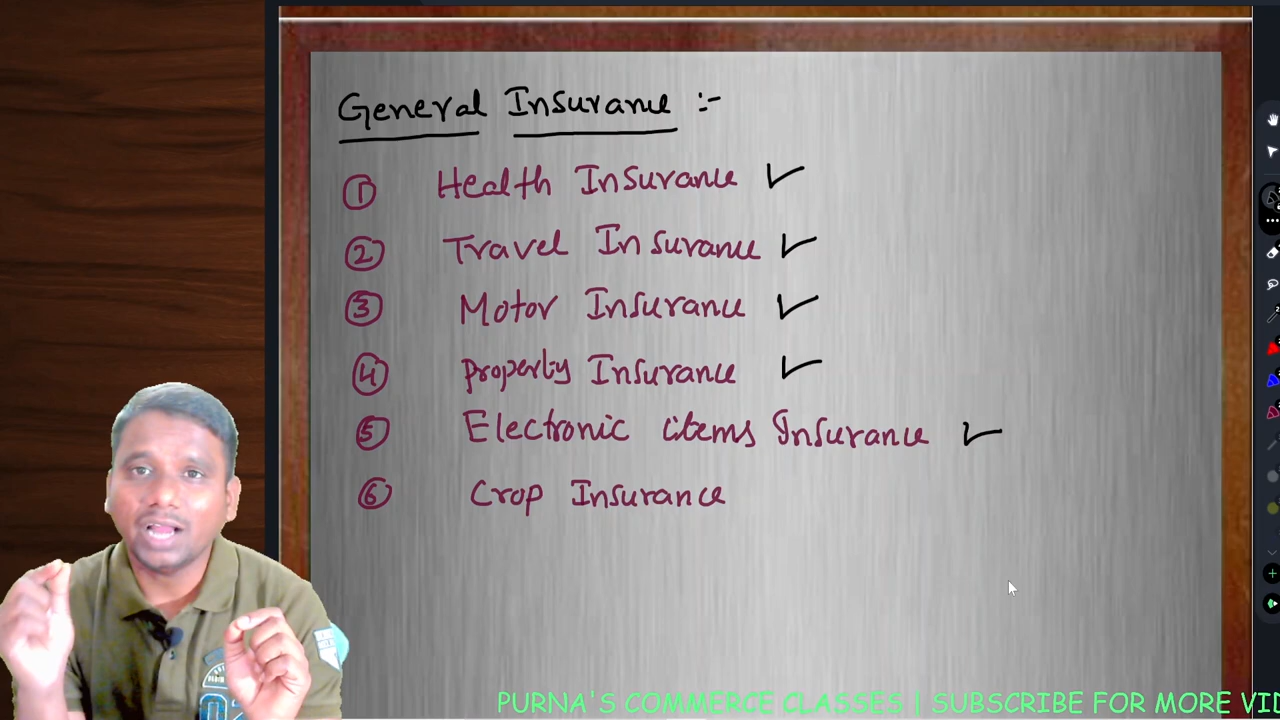 General Insurance :-
① Health Insurance ✓
② Travel Insurance ✓
③ Motor Insurance ✓
④ Property Insurance ✓
⑤ Electronic items Insurance ✓
⑥ Crop Insurance
PURNA'S COMMERCE CLASSES | SUBSCRIBE FOR MORE VID